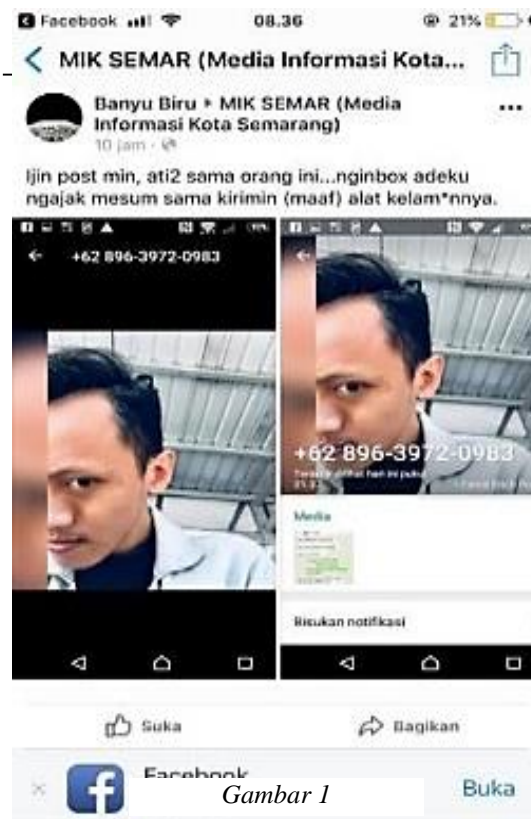 Facebook 08.36 21%
MIK SEMAR (Media Informasi Kota...
Banyu Biru ▸ MIK SEMAR (Media
Informasi Kota Semarang)
10 jam
Ijin post min, ati2 sama orang ini...nginbox adeku
ngajak mesum sama kirimin (maaf) alat kelam*nnya.
+62 896-3972-0983
+62 896-3972-0983
Media
Bisukan notifikasi
Suka
Bagikan
Facebook
Buka
Gambar 1